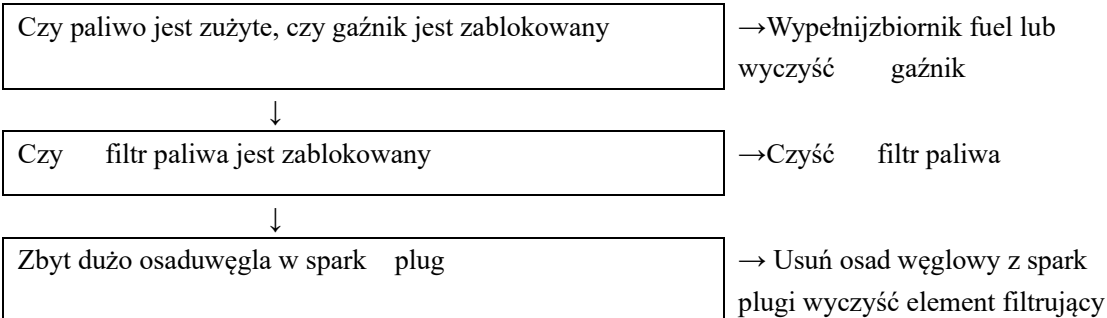 Czy paliwo jest zużyte, czy gaźnik jest zablokowany
→Wypełnijzbiornik fuel lub
wyczyść gaźnik
↓
Czy filtr paliwa jest zablokowany
→Czyść filtr paliwa
↓
Zbyt dużo osaduwęgla w spark plug
→ Usuń osad węglowy z spark
plugi wyczyść element filtrujący